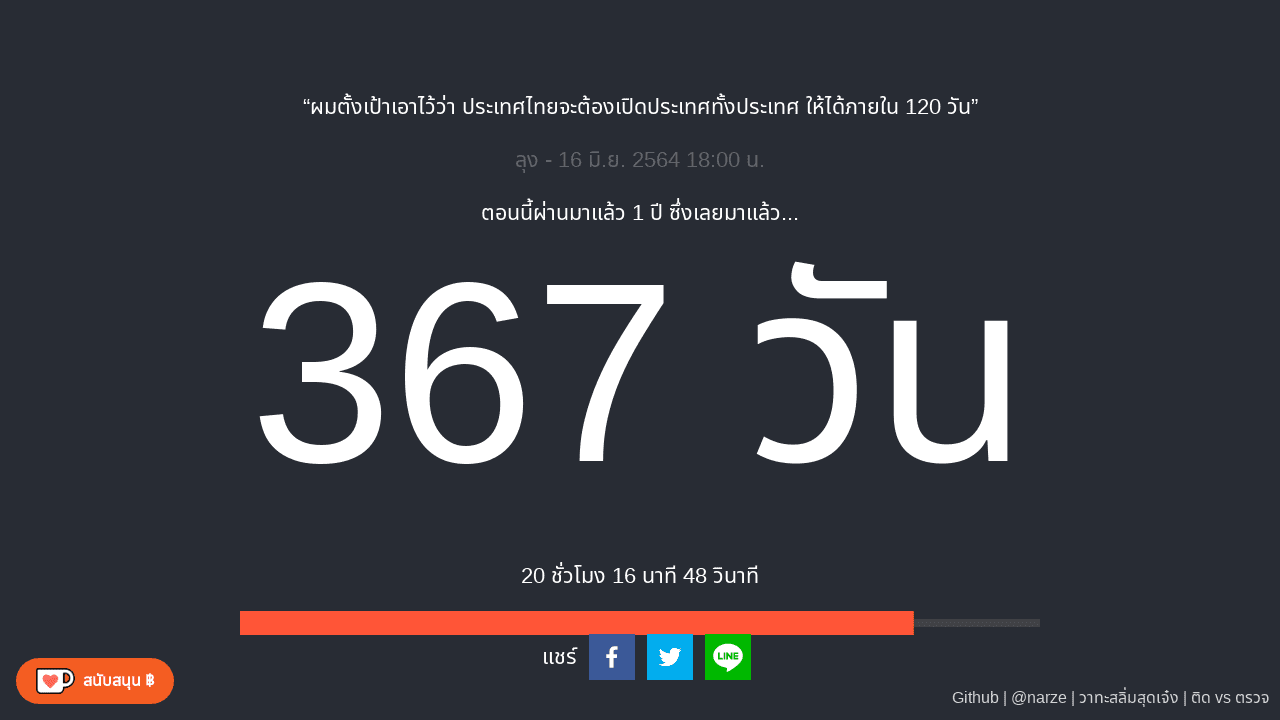 “ผมตั้งเป้าเอาไว้ว่า ประเทศไทยจะต้องเปิดประเทศทั้งประเทศ ให้ได้ภายใน 120 วัน”
ลุง - 16 มิ.ย. 2564 18:00 น.
ตอนนี้ผ่านมาแล้ว 1 ปี ซึ่งเลยมาแล้ว...
367 วัน
20 ชั่วโมง 16 นาที 48 วินาที
แชร์
LINE
สนับสนุน ฿
Github | @narze | วาทะสลิ่มสุดเจ๋ง | ติด vs ตรวจ